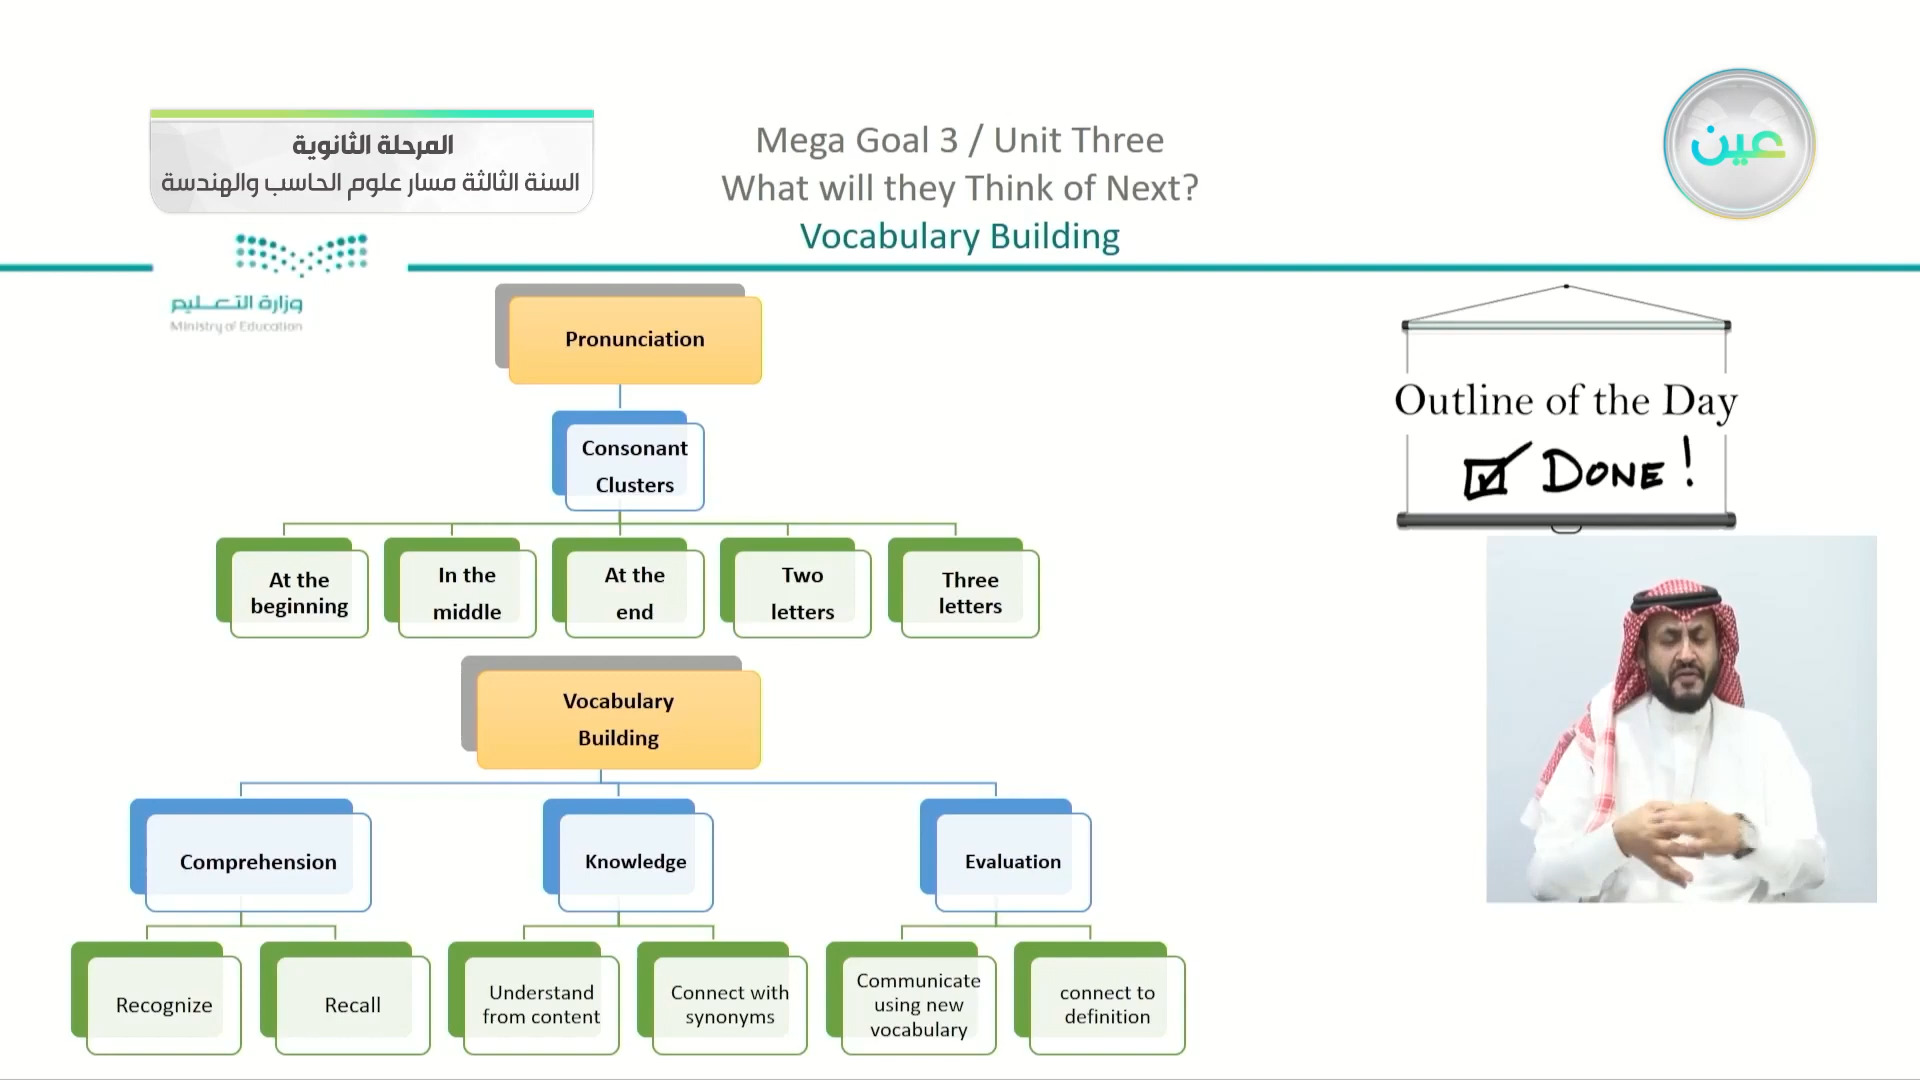 المرحلة الثانوية
السنة الثالثة مسار علوم الحاسب والهندسة
Mega Goal 3 / Unit Three
What will they Think of Next?
Vocabulary Building
عين
وزارة التعليم
Ministry of Education
Pronunciation
Consonant
Clusters
At the
beginning
In the
middle
At the
end
Two
letters
Three
letters
Outline of the Day
DONE!
Vocabulary
Building
Comprehension
Knowledge
Evaluation
Recognize
Recall
Understand
from content
Connect with
synonyms
Communicate
using new
vocabulary
connect to
definition